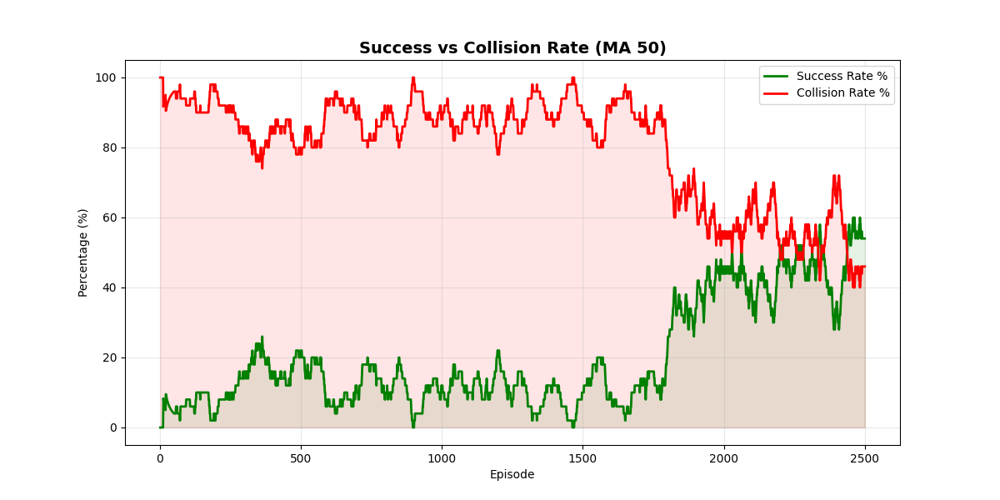 Success vs Collision Rate (MA 50)
Success Rate %
Collision Rate %
100
80
60
40
20
0
Percentage (%)
0 500 1000 1500 2000 2500
Episode